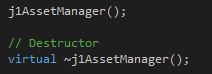 j1AssetManager();
// Destructor
virtual ~j1AssetManager();